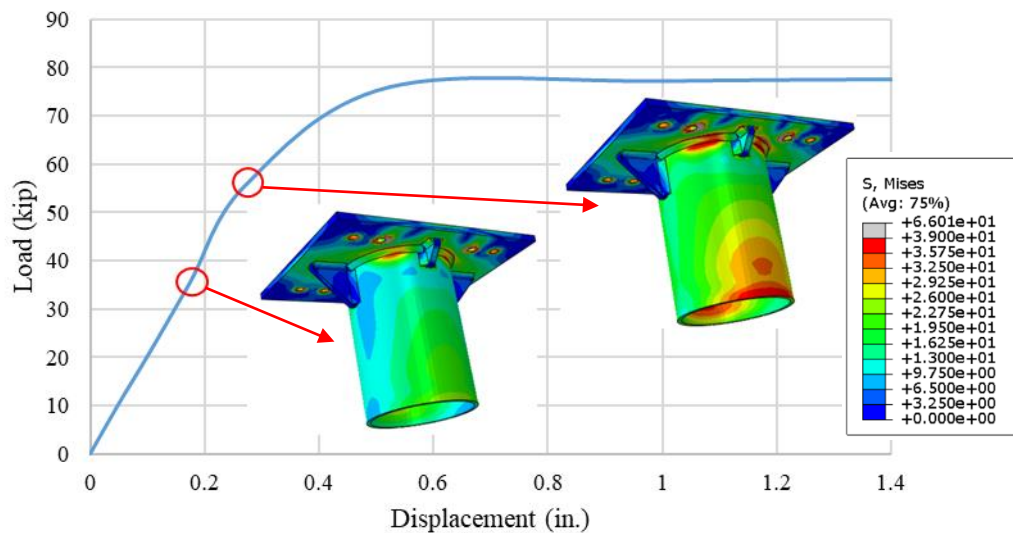 90
80
70
60
50
40
30
20
10
0
Load (kip)
0 0.2 0.4 0.6 0.8 1 1.2 1.4
Displacement (in.)
S, Mises
(Avg: 75%)
+6.601e+01
+3.900e+01
+3.575e+01
+3.250e+01
+2.925e+01
+2.600e+01
+2.275e+01
+1.950e+01
+1.625e+01
+1.300e+01
+9.750e+00
+6.500e+00
+3.250e+00
+0.000e+00